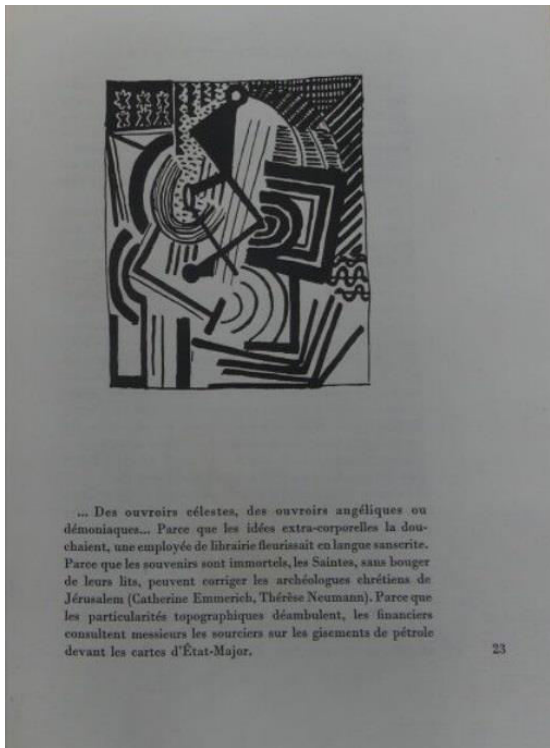 ... Des ouvroirs célestes, des ouvroirs angéliques ou
démoniaques... Parce que les idées extra-corporelles la dou-
chaient, une employée de librairie fleurissait en langue sanscrite.
Parce que les souvenirs sont immortels, les Saintes, sans bouger
de leurs lits, peuvent corriger les archéologues chrétiens de
Jérusalem (Catherine Emmerich, Thérèse Neumann). Parce que
les particularités topographiques déambulent, les financiers
consultent messieurs les sourciers sur les gisements de pétrole
devant les cartes d'État-Major.
23